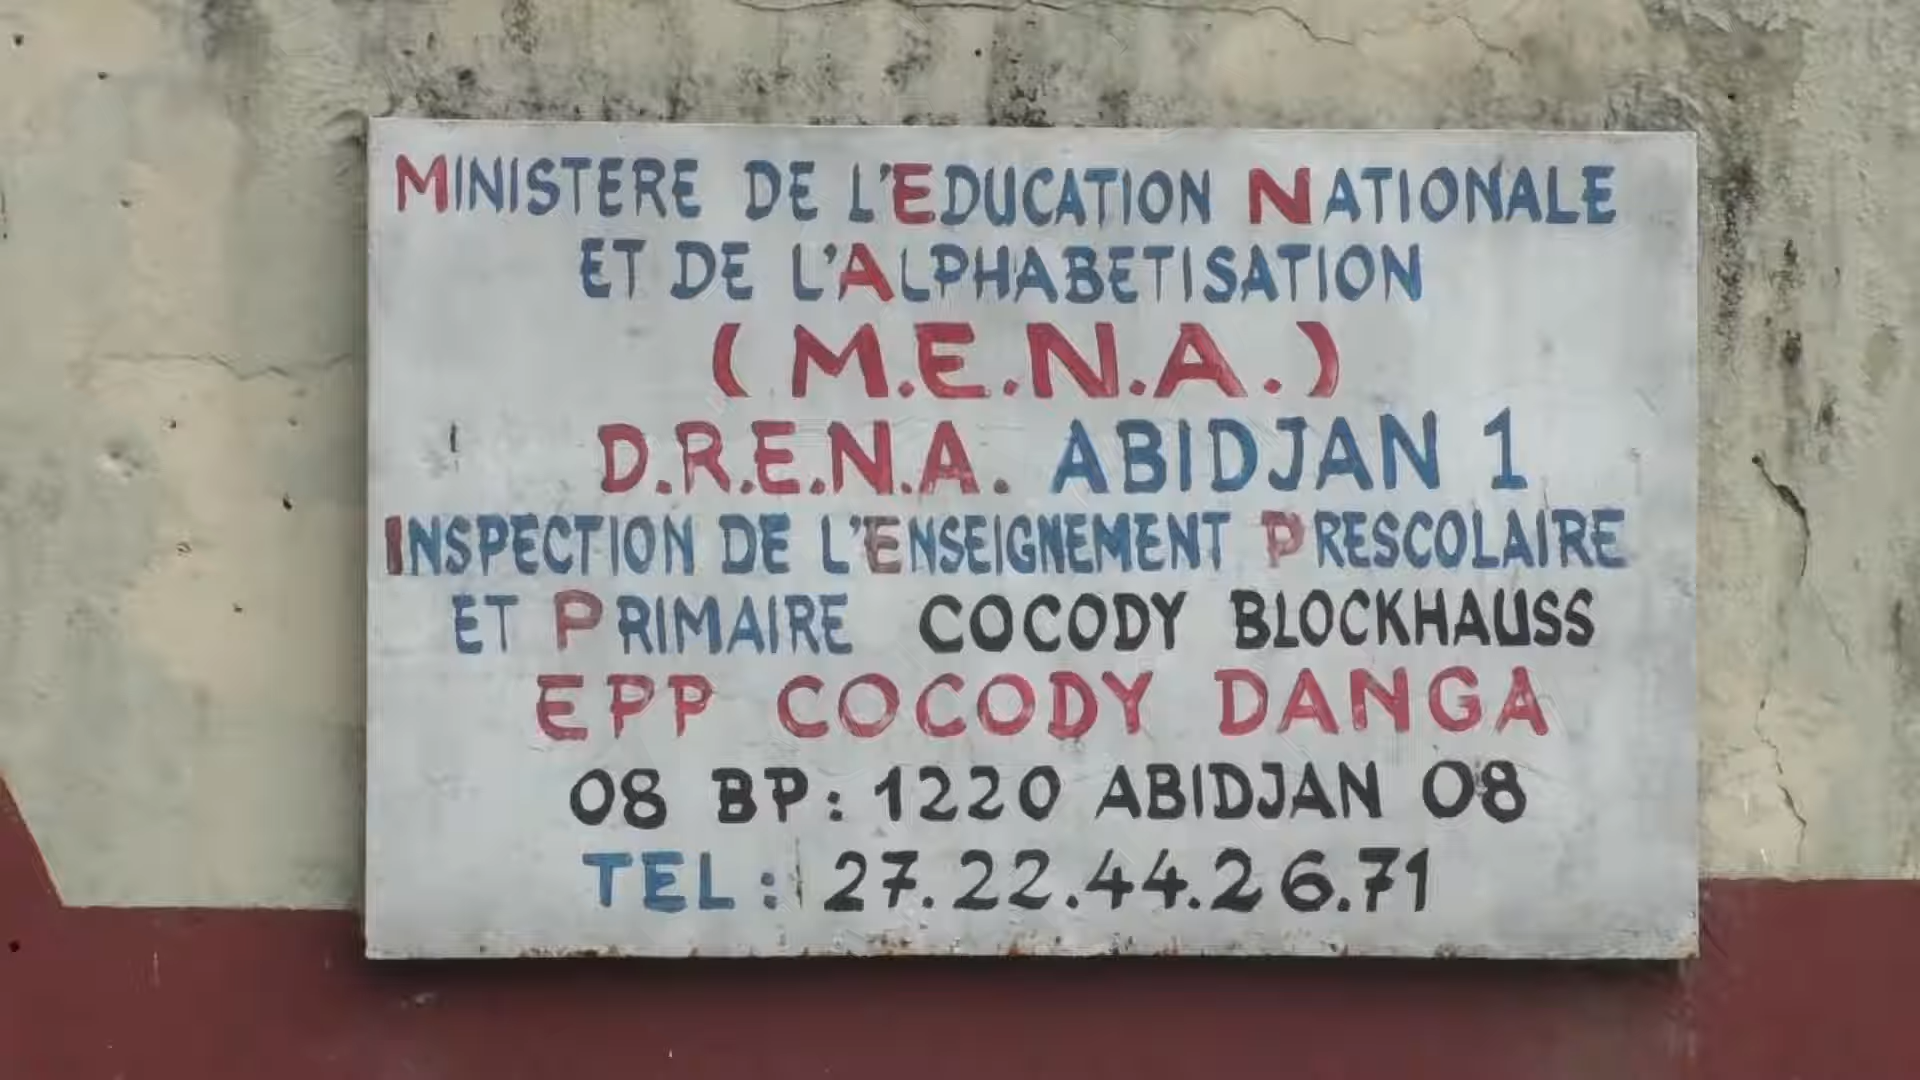 MINISTERE DE L'EDUCATION NATIONALE
ET DE L'ALPHABETISATION
(M.E.N.A.)
D.R.E.N.A. ABIDJAN 1
INSPECTION DE L'ENSEIGNEMENT PRESCOLAIRE
ET PRIMAIRE COCODY BLOCKHAUSS
EPP COCODY DANGA
08 BP: 1220 ABIDJAN 08
TEL: 27.22.44.26.71